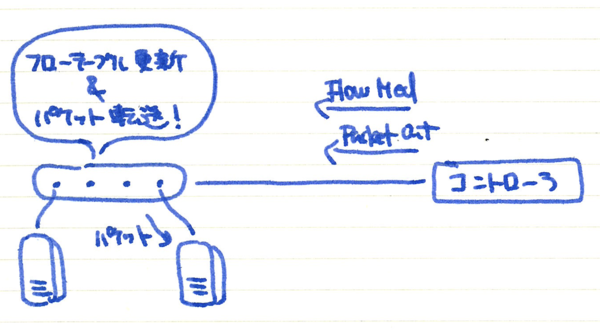 フローテーブル更新
&
パケット転送！
Flow Mod
Packet Out
コントローラ
パケット